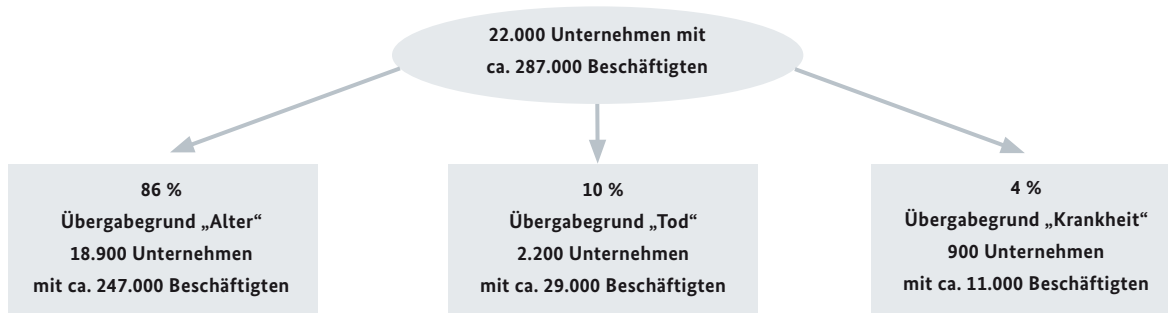 22.000 Unternehmen mit
ca. 287.000 Beschäftigten
86 %
Übergabegrund „Alter“
18.900 Unternehmen
mit ca. 247.000 Beschäftigten
10 %
Übergabegrund „Tod“
2.200 Unternehmen
mit ca. 29.000 Beschäftigten
4 %
Übergabegrund „Krankheit“
900 Unternehmen
mit ca. 11.000 Beschäftigten